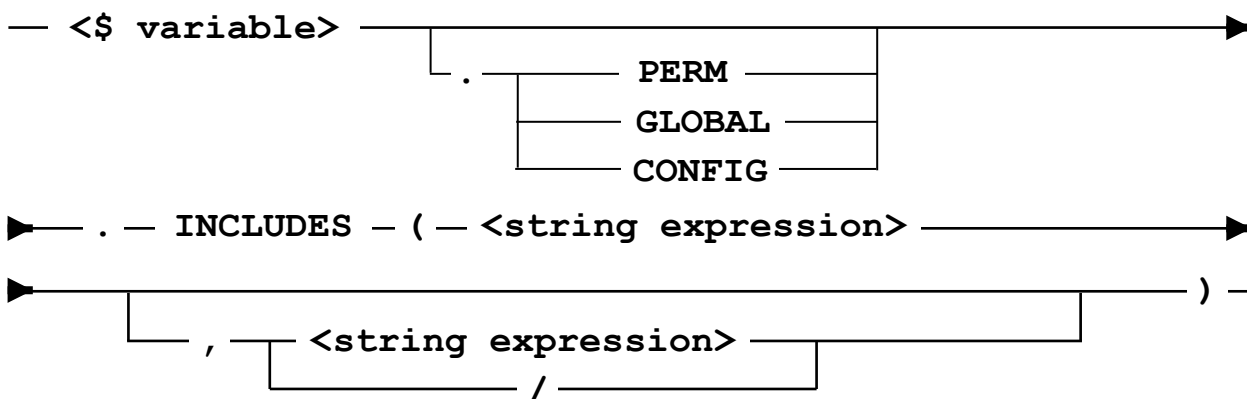 <$ variable>
. PERM
GLOBAL
CONFIG
. INCLUDES ( <string expression>
)
, <string expression>
/